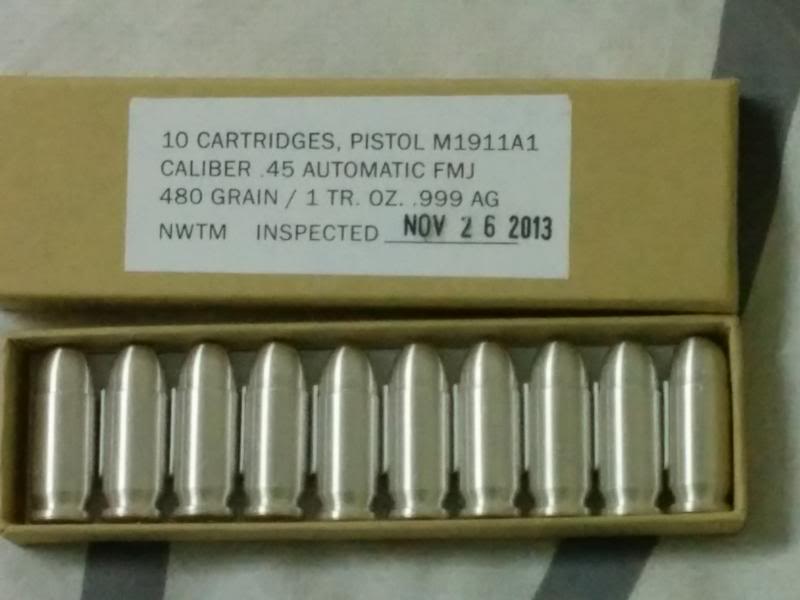 10 CARTRIDGES, PISTOL M1911A1
CALIBER .45 AUTOMATIC FMJ
480 GRAIN / 1 TR. OZ. .999 AG
NWTM INSPECTED NOV 26 2013